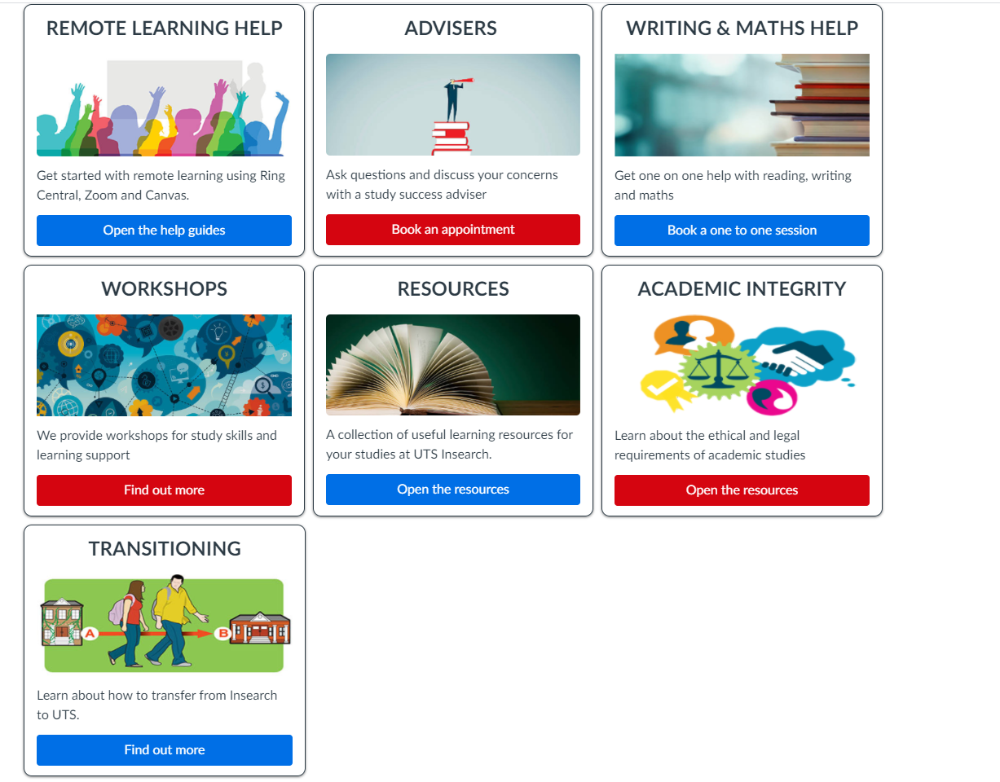 REMOTE LEARNING HELP
Get started with remote learning using Ring
Central, Zoom and Canvas.
Open the help guides
ADVISERS
Ask questions and discuss your concerns
with a study success adviser
Book an appointment
WRITING & MATHS HELP
Get one on one help with reading, writing
and maths
Book a one to one session
WORKSHOPS
We provide workshops for study skills and
learning support
Find out more
RESOURCES
A collection of useful learning resources for
your studies at UTS Insearch.
Open the resources
ACADEMIC INTEGRITY
Learn about the ethical and legal
requirements of academic studies
Open the resources
TRANSITIONING
A
B
Learn about how to transfer from Insearch
to UTS.
Find out more